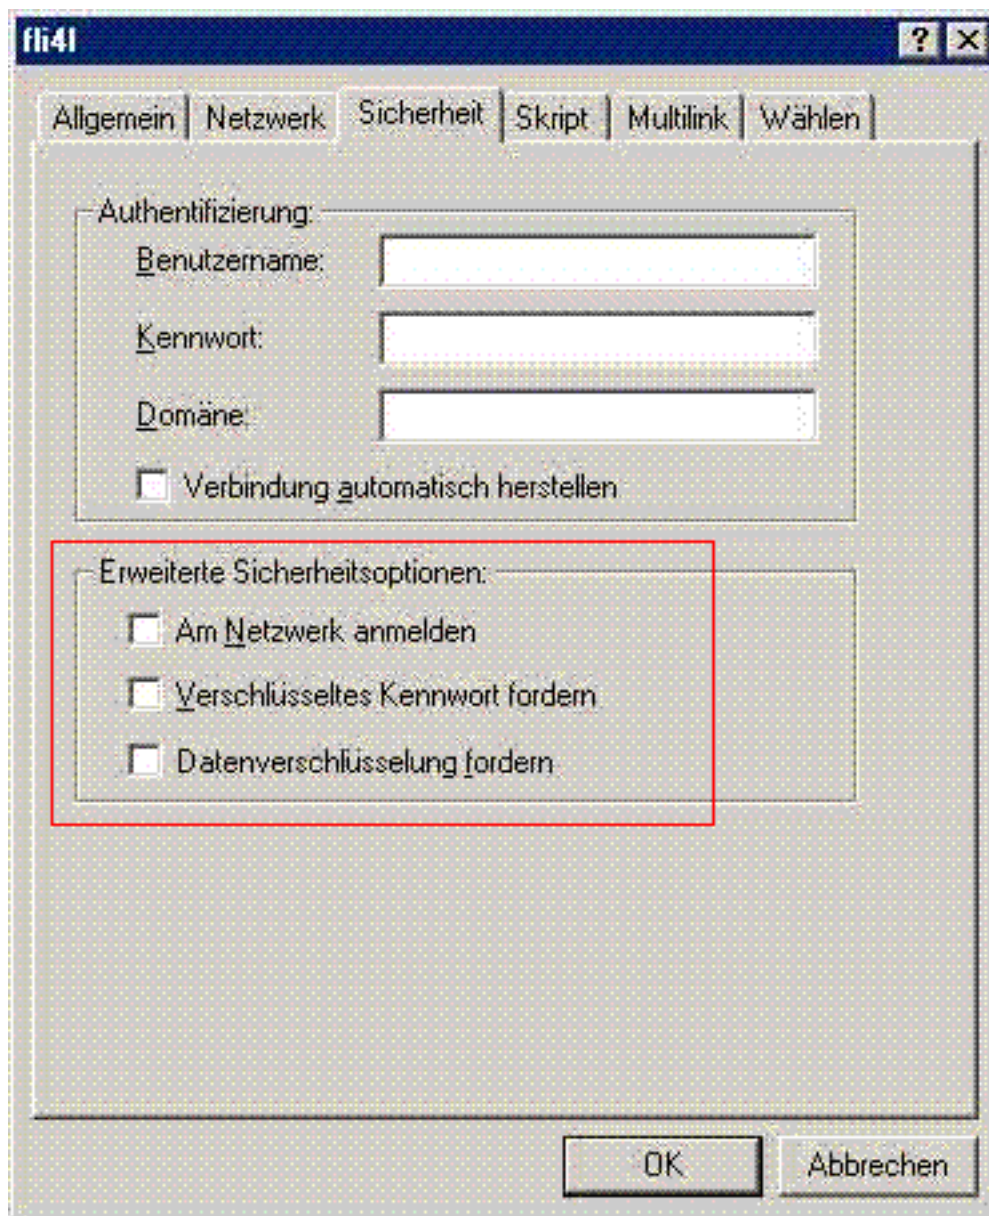 fli4l
Allgemein Netzwerk Sicherheit Skript Multilink Wählen
Authentifizierung:
Benutzername:
Kennwort:
Domäne:
Verbindung automatisch herstellen
Erweiterte Sicherheitsoptionen:
Am Netzwerk anmelden
Verschlüsseltes Kennwort fordern
Datenverschlüsselung fordern
OK Abbrechen